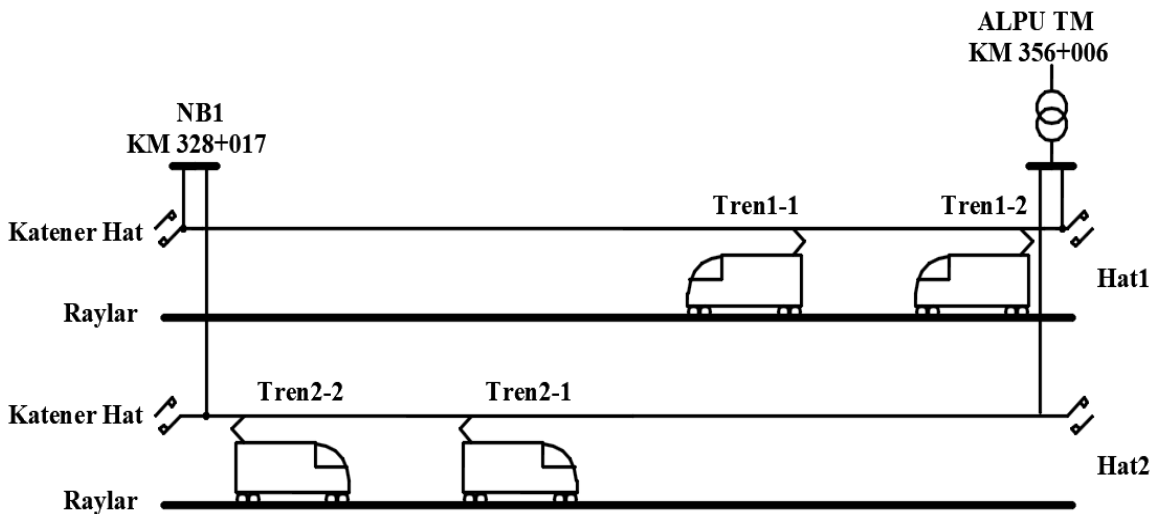 ALPU TM
KM 356+006
NB1
KM 328+017
Tren1-1
Tren1-2
Katener Hat
Hat1
Raylar
Tren2-2
Tren2-1
Katener Hat
Hat2
Raylar